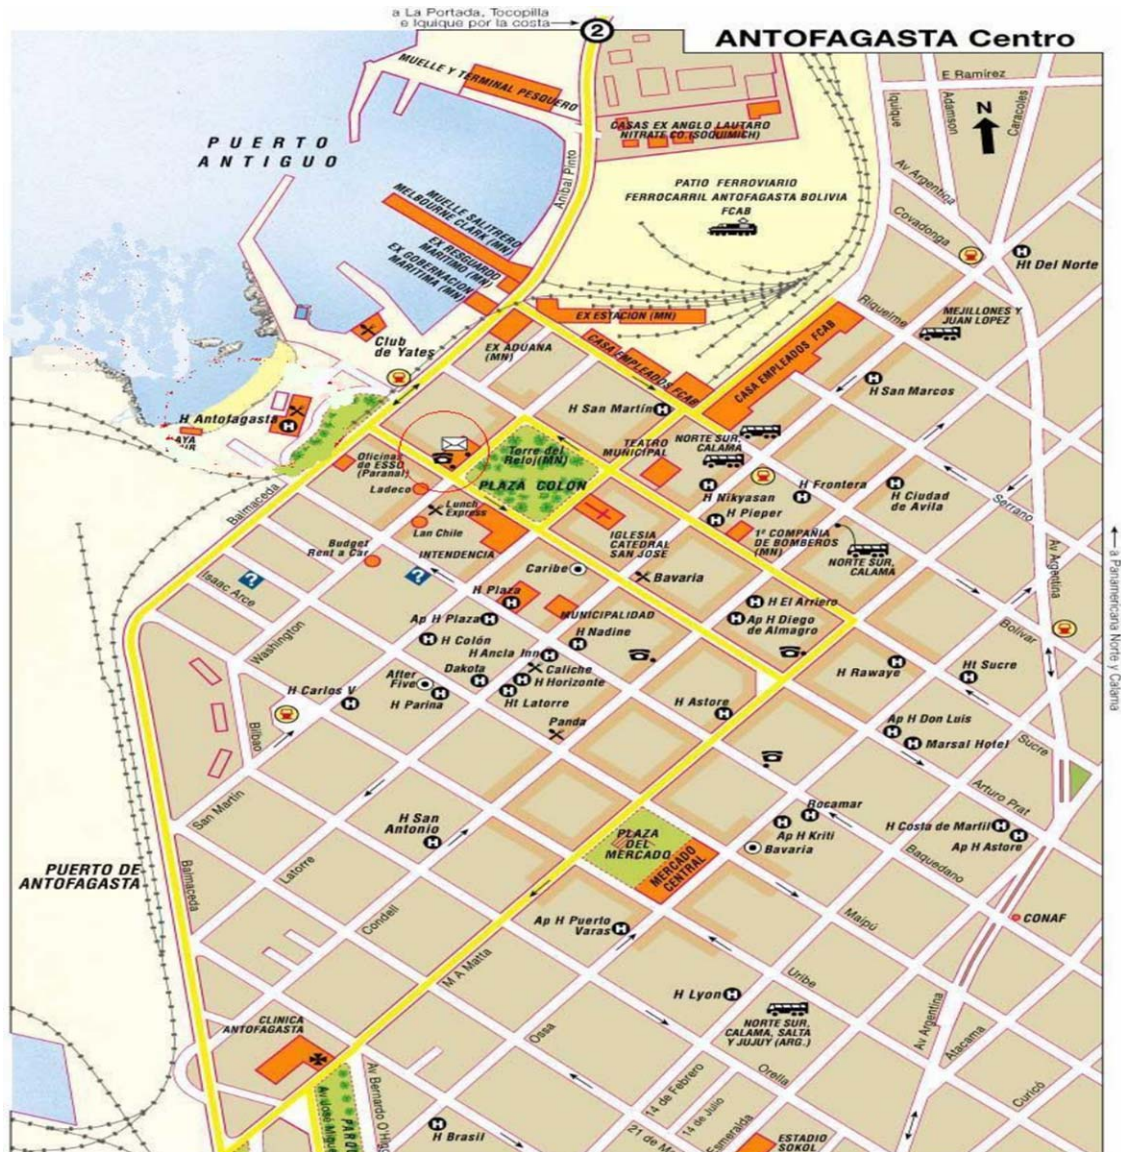 a La Portada, Tocopilla
e Iquique por la costa
2
ANTOFAGASTA Centro
MUELLE Y TERMINAL PESQUERO
E Ramírez
Iquique
Adamson
Caracoles
N
CASAS EX ANGLO LAUTARO
NITRATE CO. (SOQUIMICH)
PUERTO
ANTIGUO
Anibal Pinto
Av Argentina
PATIO FERROVIARIO
FERROCARRIL ANTOFAGASTA BOLIVIA
FCAB
MUELLE SALITRERO
MELBOURNE CLARK (MN)
Covadonga
EX RESGUARDO
MARITIMO (MN)
EX GOBERNACION
MARITIMA (MN)
H
Ht Del Norte
Riquelme
MEJILLONES Y
JUAN LOPEZ
EX ESTACION (MN)
Club
de Yates
EX ADUANA
(MN)
CASA EMPLEADOS FCAB
CASA EMPLEADOS FCAB
H San Marcos
H San Martín
H Antofagasta
TEATRO
MUNICIPAL
NORTE SUR,
CALAMA
Torre del
Reloj(MN)
PLAZA COLON
Oficinas
de ESSO
(Paranal)
Ladeco
H Nikyasan
H Frontera
H Ciudad
de Avila
Serrano
Balmaceda
Lunch
Express
H Pieper
Lan Chile
IGLESIA
CATEDRAL
SAN JOSE
1ª COMPAÑIA
DE BOMBEROS
(MN)
Budget
Rent a Car
INTENDENCIA
NORTE SUR,
CALAMA
Av Argentina
a Panamericana Norte y Calama
Caribe
Bavaria
Isaac Arce
?
?
H Plaza
MUNICIPALIDAD
H El Arriero
Ap H Plaza
Ap H Diego
de Almagro
Bolívar
Washington
H Colón
H Nadine
H Ancla Inn
Caliche
Dakota
H Horizonte
After
Five
H Rawaye
Ht Sucre
H Carlos V
H Parina
Ht Latorre
H Astore
Panda
Bilbao
Ap H Don Luis
Marsal Hotel
Sucre
San Martín
Arturo Prat
Rocamar
H San
Antonio
PLAZA
DEL
MERCADO
MERCADO
CENTRAL
Ap H Kriti
Bavaria
H Costa de Marfil
Ap H Astore
PUERTO DE
ANTOFAGASTA
Balmaceda
Latorre
Baquedano
Condell
Ap H Puerto
Varas
Maipú
CONAF
M A Matta
Uribe
H Lyon
CLINICA
ANTOFAGASTA
Ossa
NORTE SUR,
CALAMA, SALTA
Y JUJUY (ARG.)
Av Argentina
Atacama
Orella
Curicó
14 de Febrero
14 de Julio
Esmeralda
21 de
H Brasil
ESTADIO
SOKOL